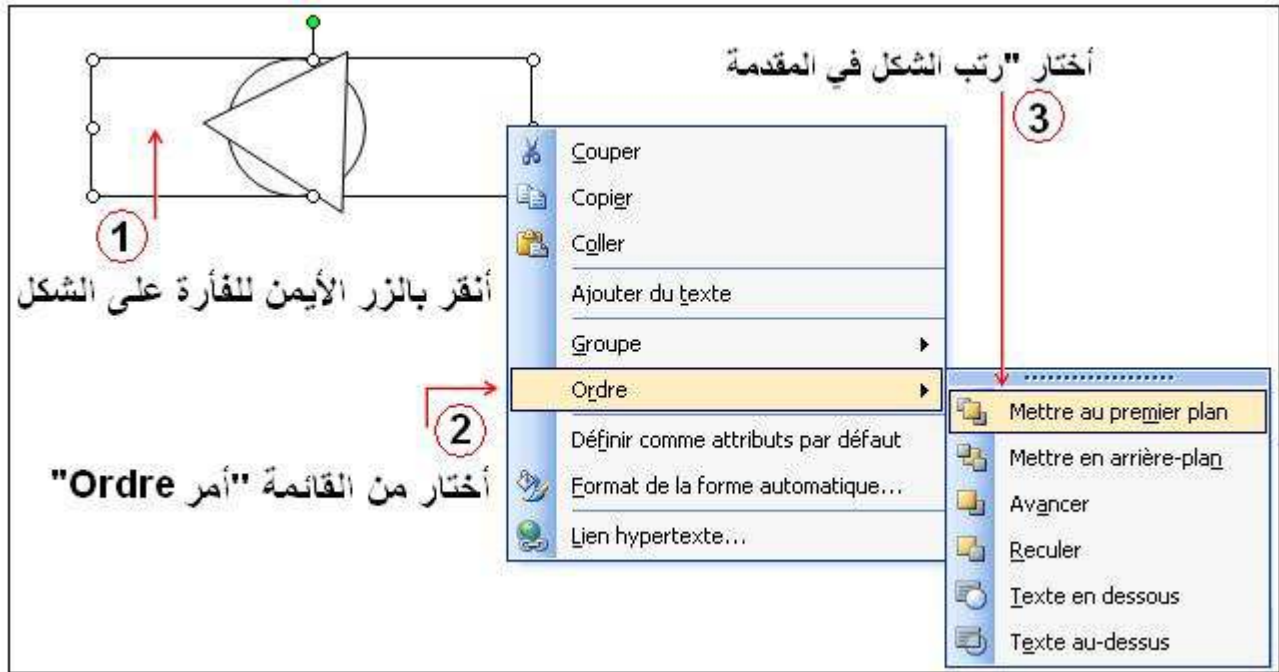 أختار "رتب الشكل في المقدمة
3
1
أنقر بالزر الأيمن للفأرة على الشكل
2
أختار من القائمة "أمر Ordre"
Couper
Copier
Coller
Ajouter du texte
Groupe
Ordre
Définir comme attributs par défaut
Format de la forme automatique...
Lien hypertexte...
Mettre au premier plan
Mettre en arrière-plan
Avancer
Reculer
Texte en dessous
Texte au-dessus